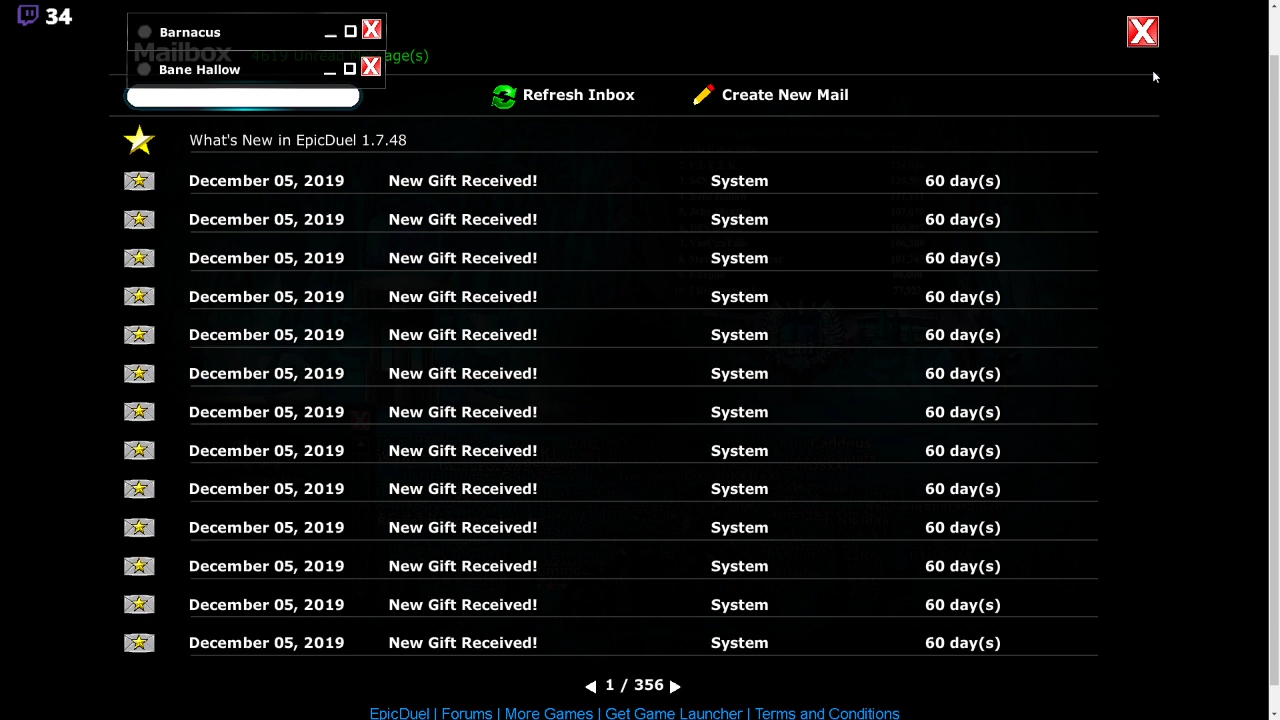 34
Barnacus
Mailbox 4619 Unread Message(s)
Bane Hallow
Refresh Inbox
Create New Mail
What's New in EpicDuel 1.7.48
December 05, 2019 New Gift Received! System 60 day(s)
December 05, 2019 New Gift Received! System 60 day(s)
December 05, 2019 New Gift Received! System 60 day(s)
December 05, 2019 New Gift Received! System 60 day(s)
December 05, 2019 New Gift Received! System 60 day(s)
December 05, 2019 New Gift Received! System 60 day(s)
December 05, 2019 New Gift Received! System 60 day(s)
December 05, 2019 New Gift Received! System 60 day(s)
December 05, 2019 New Gift Received! System 60 day(s)
December 05, 2019 New Gift Received! System 60 day(s)
December 05, 2019 New Gift Received! System 60 day(s)
December 05, 2019 New Gift Received! System 60 day(s)
December 05, 2019 New Gift Received! System 60 day(s)
1 / 356
EpicDuel | Forums | More Games | Get Game Launcher | Terms and Conditions